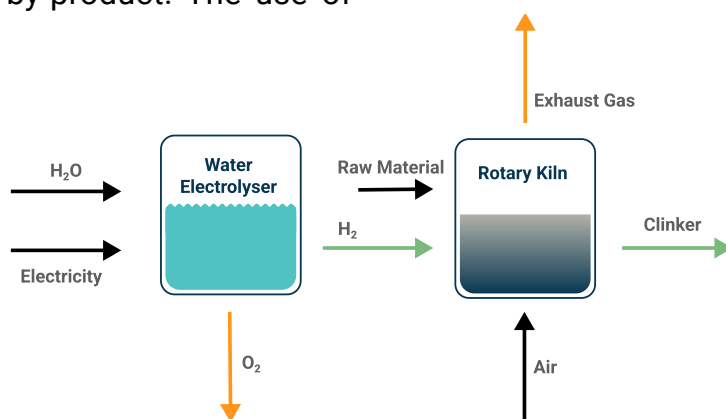 by product. The use of
Exhaust Gas
H₂O
Water
Electrolyser
Raw Material
Rotary Kiln
H₂
Clinker
Electricity
O₂
Air